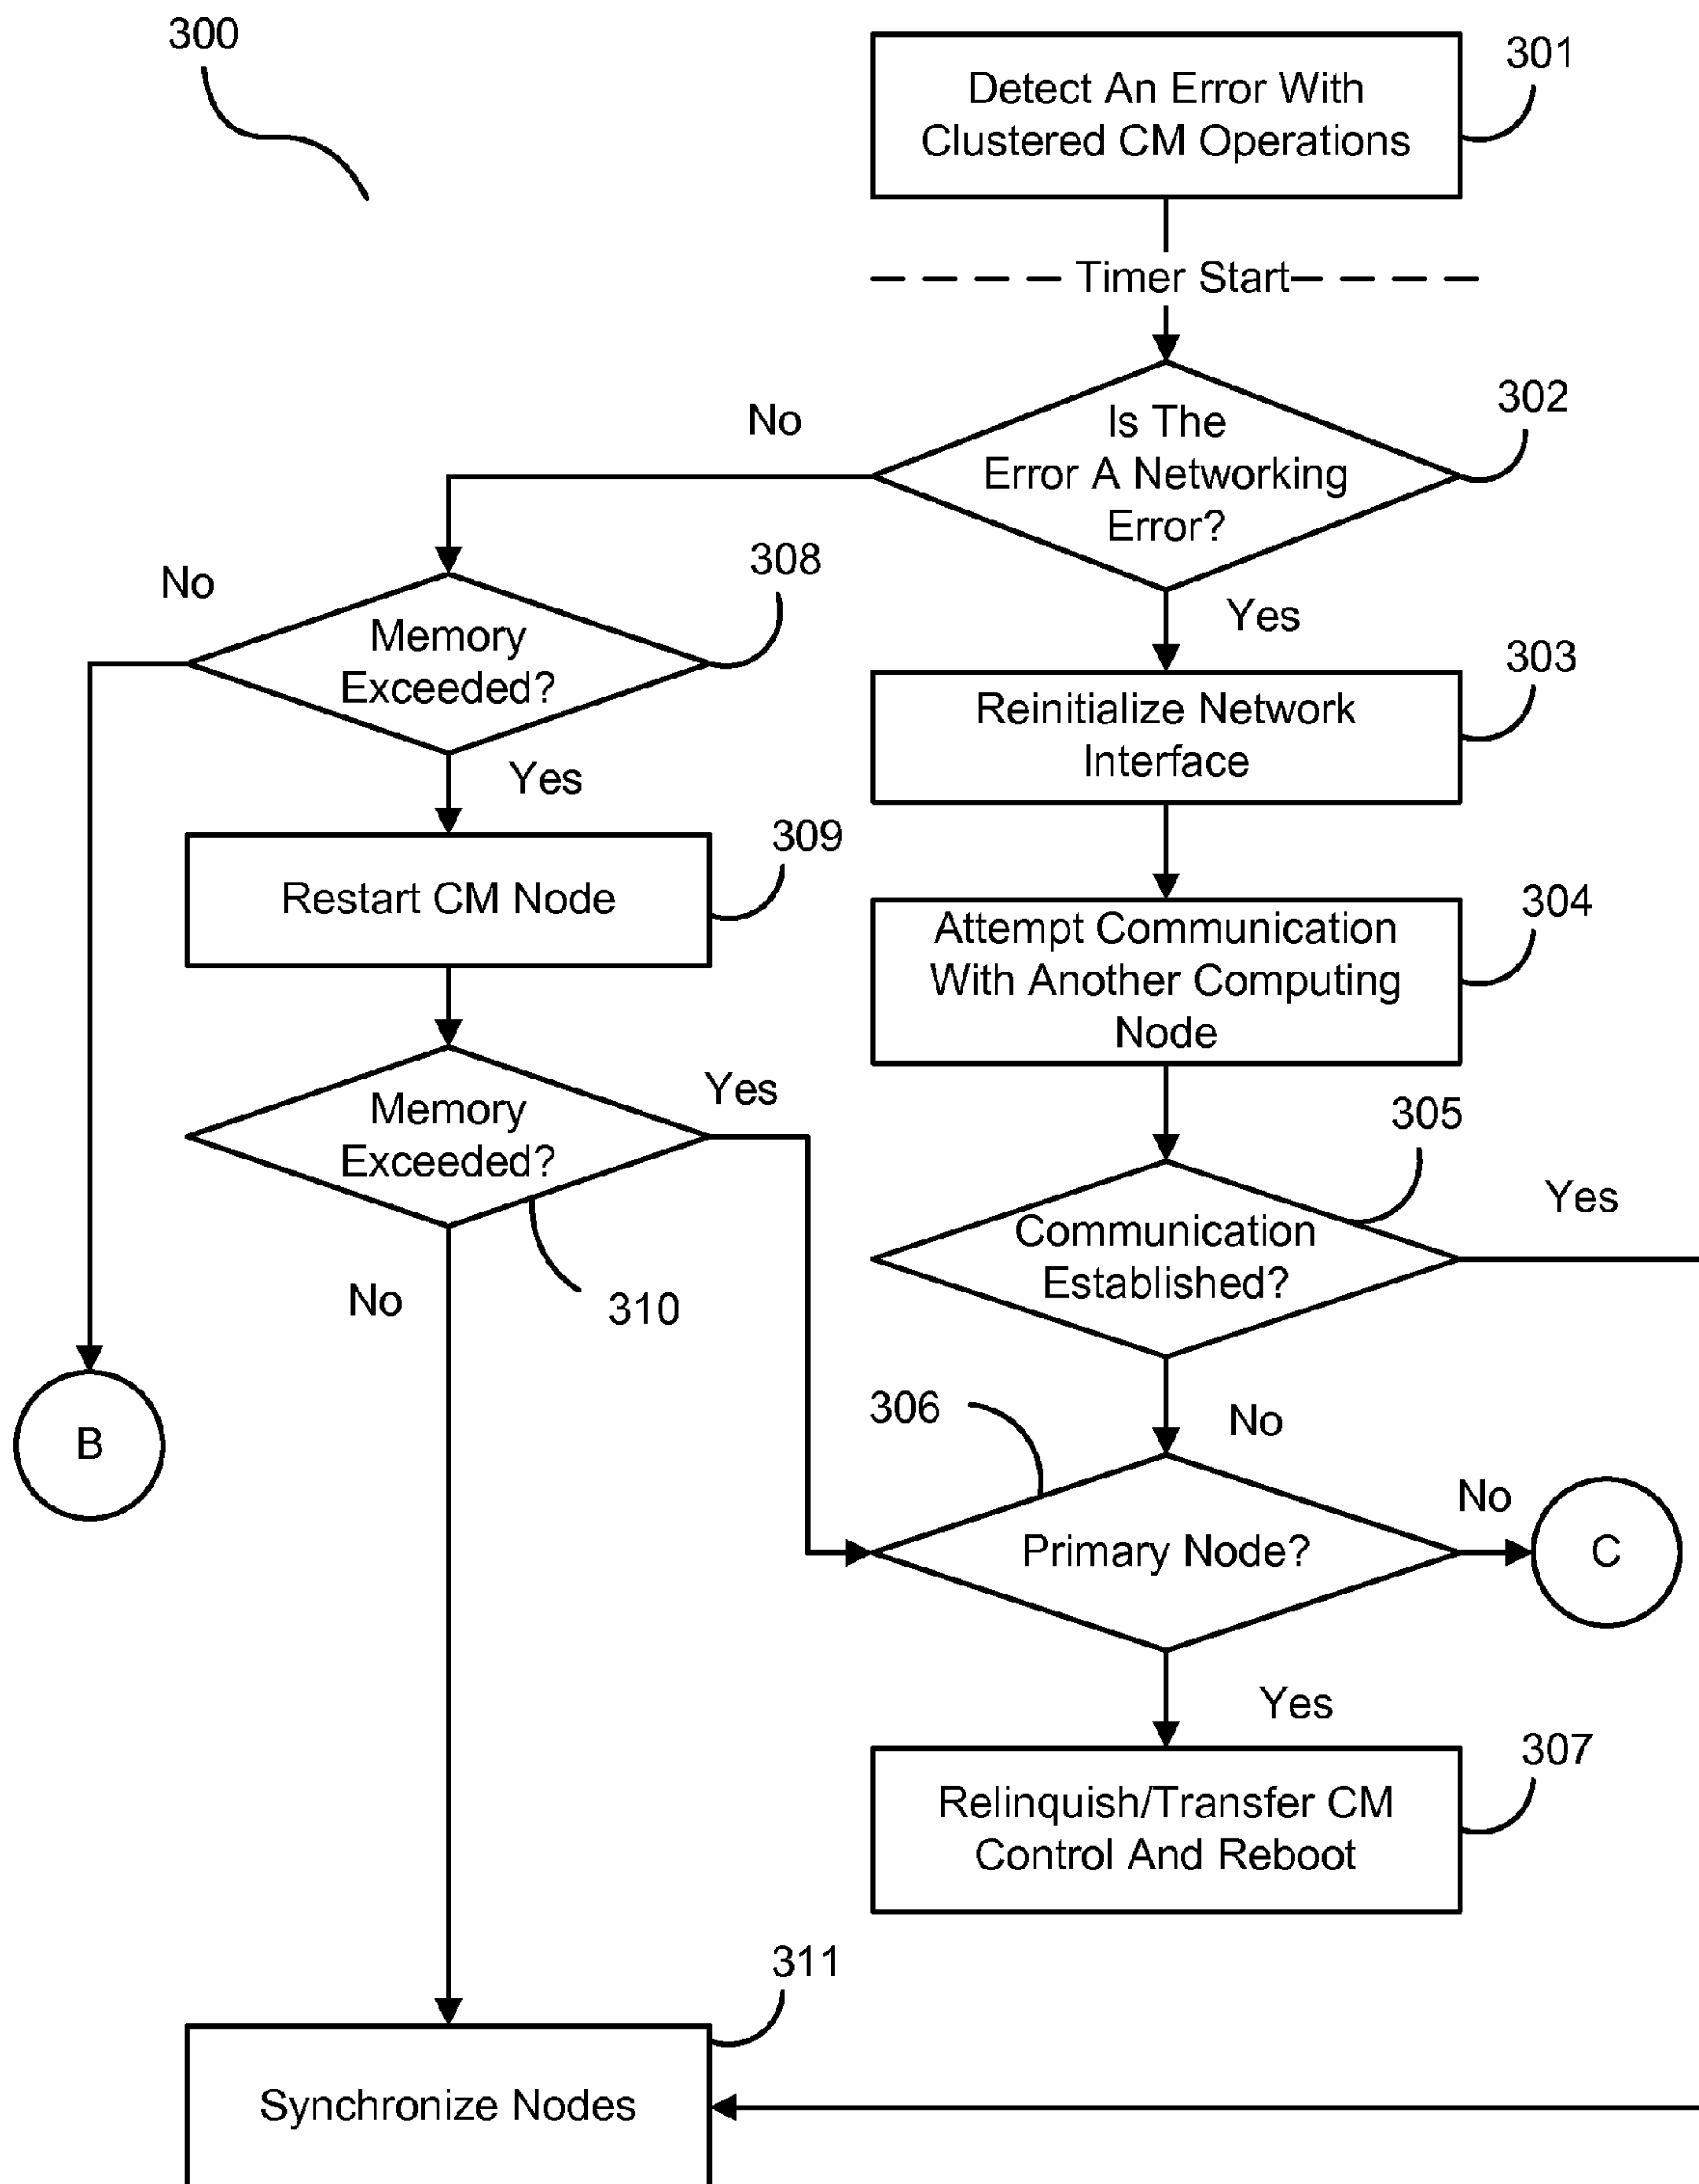 300
301
Detect An Error With
Clustered CM Operations
Timer Start
302
No
Is The
Error A Networking
Error?
308
No
Yes
Memory
Exceeded?
303
Reinitialize Network
Interface
Yes
309
Restart CM Node
304
Attempt Communication
With Another Computing
Node
Yes
Memory
Exceeded?
305
Yes
Communication
Established?
No
310
306
No
B
No
Primary Node?
C
Yes
307
Relinquish/Transfer CM
Control And Reboot
311
Synchronize Nodes